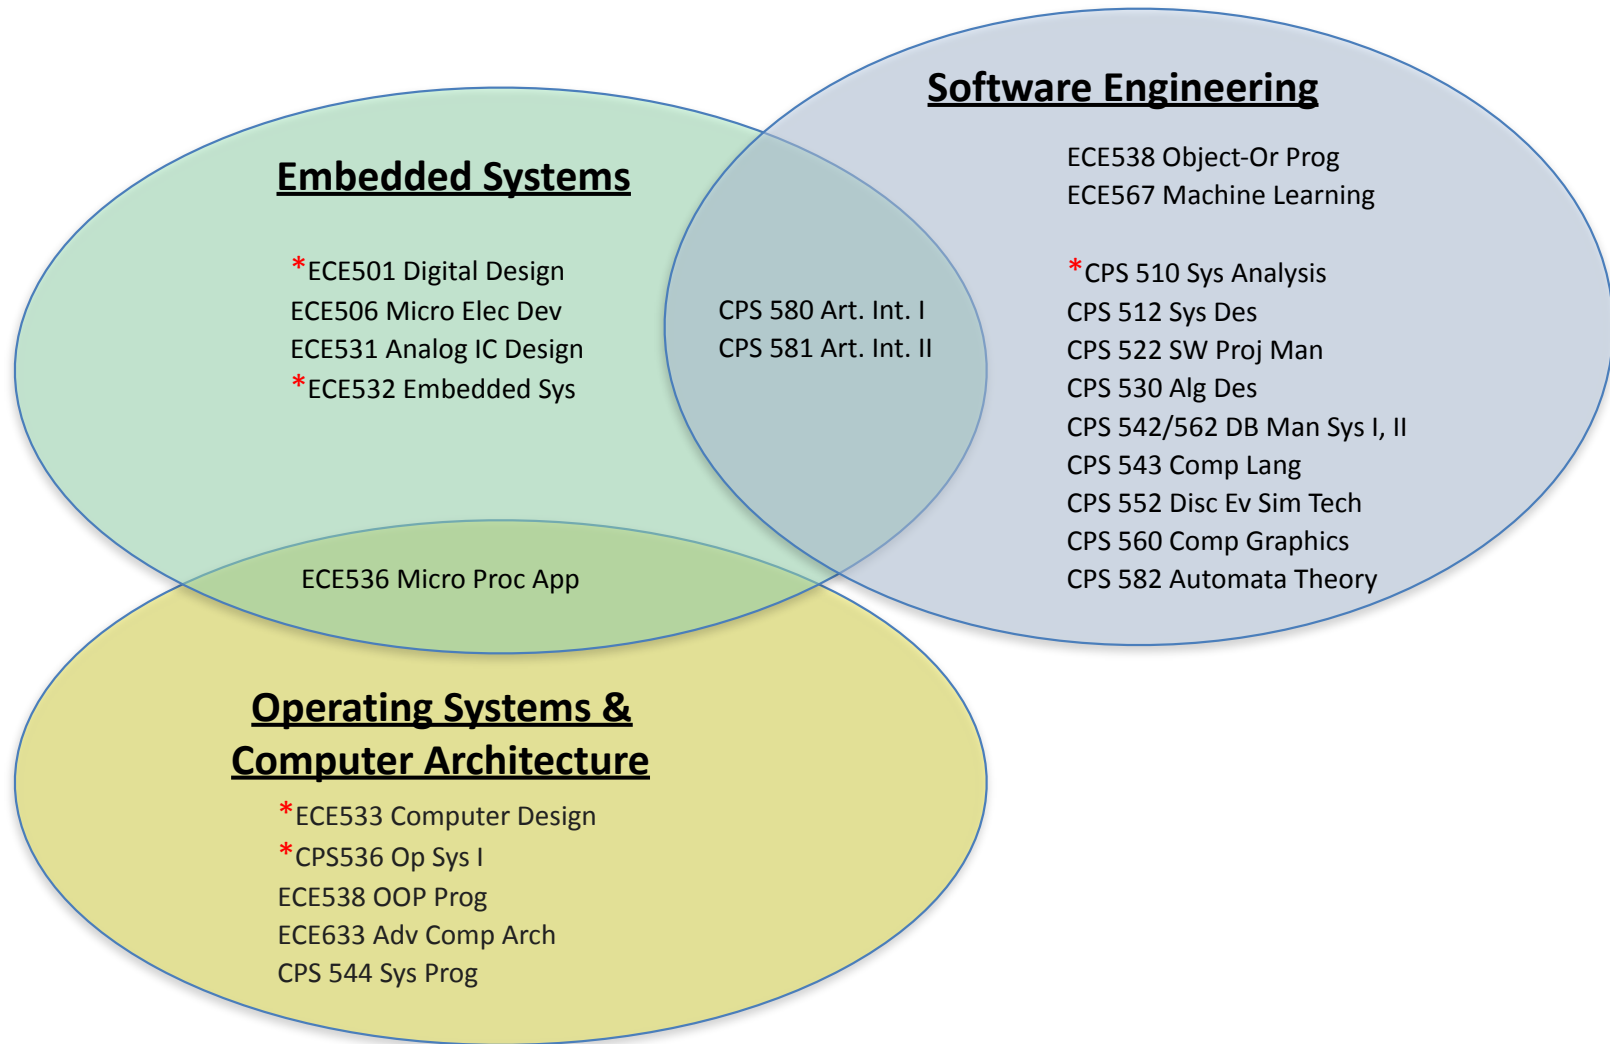 Software Engineering
ECE538 Object-Or Prog
ECE567 Machine Learning
*CPS 510 Sys Analysis
CPS 512 Sys Des
CPS 522 SW Proj Man
CPS 530 Alg Des
CPS 542/562 DB Man Sys I, II
CPS 543 Comp Lang
CPS 552 Disc Ev Sim Tech
CPS 560 Comp Graphics
CPS 582 Automata Theory
Embedded Systems
*ECE501 Digital Design
ECE506 Micro Elec Dev
ECE531 Analog IC Design
*ECE532 Embedded Sys
CPS 580 Art. Int. I
CPS 581 Art. Int. II
ECE536 Micro Proc App
Operating Systems &
Computer Architecture
*ECE533 Computer Design
*CPS536 Op Sys I
ECE538 OOP Prog
ECE633 Adv Comp Arch
CPS 544 Sys Prog